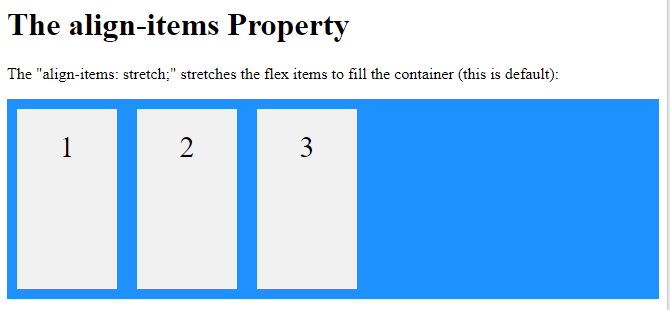 The align-items Property
The "align-items: stretch;" stretches the flex items to fill the container (this is default):
1 2 3